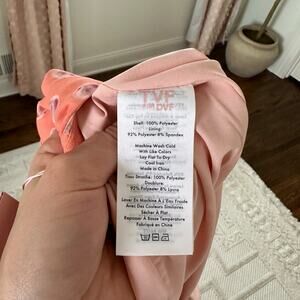 TVF
DVF
Shell: 100% Polyester
Lining:
92% Polyester 8% Spandex
Machine Wash Cold
With Like Colors
Lay Flat To Dry
Cool Iron
Made in China
Tissu Extérieur: 100% Polyester
Doublure:
92% Polyester 8% Lycra
Laver En Machine À L'Eau Froide
Avec Des Couleurs Similaires
Sécher À Plat
Repasser À Basse Température
Fabriqué en Chine